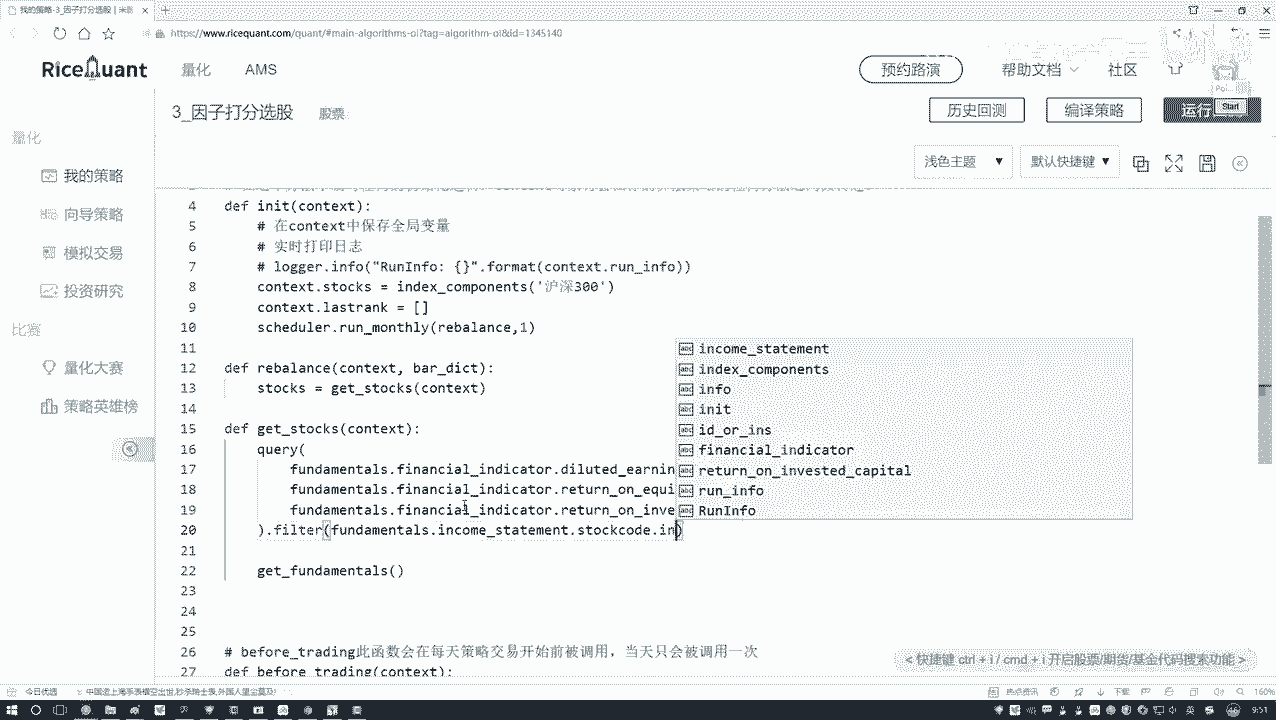 我的策略-3_因子打分选股 | 米
https://www.ricequant.com/quant/#main-algorithms-ol?tag=algorithm-ol&id=1345140
RiceQuant 量化 AMS 预约路演 帮助文档 社区
3_因子打分选股 股票 历史回测 编译策略 运行 Start
量化
浅色主题 默认快捷键
我的策略
向导策略
模拟交易
投资研究
比赛
量化大赛
策略英雄榜
4 def init(context):
5 # 在context中保存全局变量
6 # 实时打印日志
7 # logger.info("RunInfo: {}".format(context.run_info))
8 context.stocks = index_components('沪深300')
9 context.lastrank = []
10 scheduler.run_monthly(rebalance,1)
11
12 def rebalance(context, bar_dict):
13 stocks = get_stocks(context)
14
15 def get_stocks(context):
16 query(
17 fundamentals.financial_indicator.diluted_earnin
18 fundamentals.financial_indicator.return_on_equi
19 fundamentals.financial_indicator.return_on_inve
20 ).filter(fundamentals.income_statement.stockcode.in)
21
22 get_fundamentals()
23
24
25
26 # before_trading此函数会在每天策略交易开始前被调用，当天只会被调用一次
27 def before_trading(context):
income_statement
index_components
info
init
id_or_ins
financial_indicator
return_on_invested_capital
run_info
RunInfo
< 快捷键 ctrl + i / cmd + i 开启股票/期货/基金代码搜索功能 >
今日优选
热点资讯 下载 160%
英 9:51